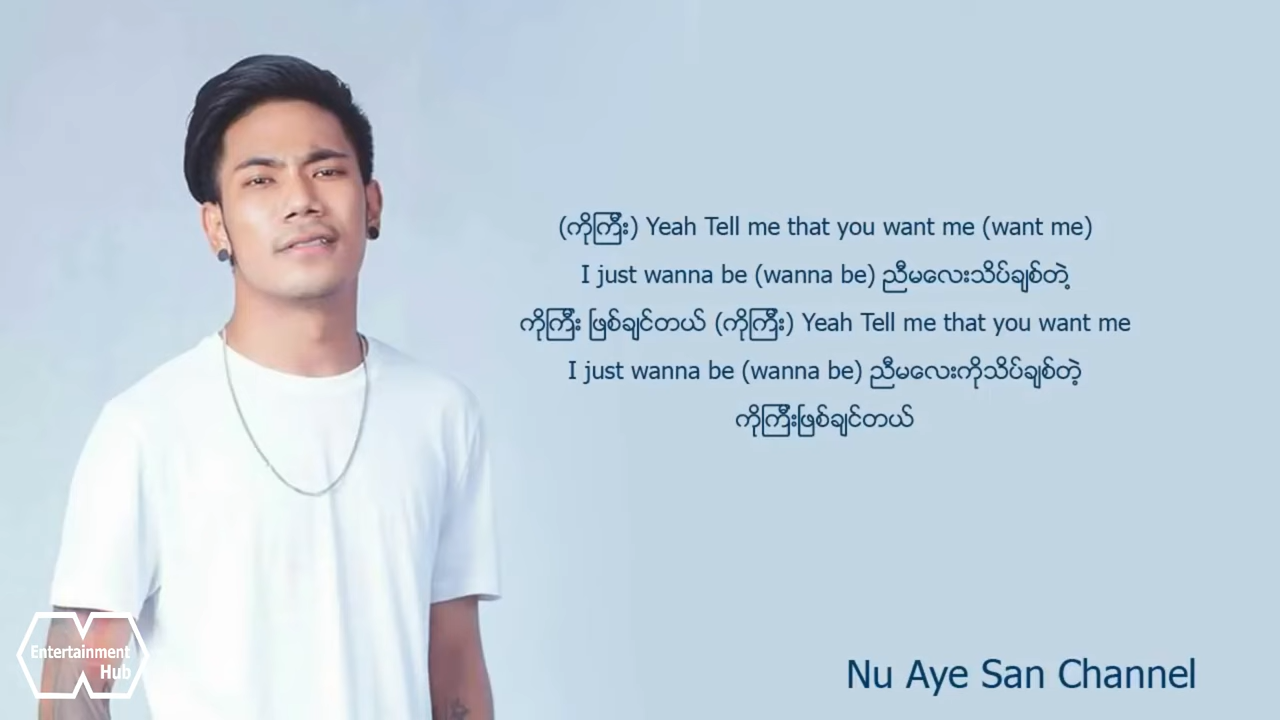 (ကိုကြီး) Yeah Tell me that you want me (want me)
I just wanna be (wanna be) ညီမလေးသိပ်ချစ်တဲ့
ကိုကြီး ဖြစ်ချင်တယ် (ကိုကြီး) Yeah Tell me that you want me
I just wanna be (wanna be) ညီမလေးကိုသိပ်ချစ်တဲ့
ကိုကြီးဖြစ်ချင်တယ်
Entertainment
Hub
Nu Aye San Channel